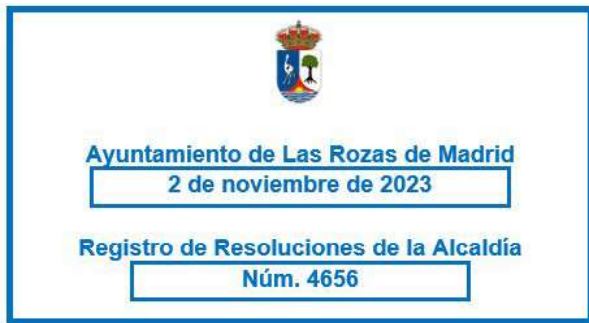 Ayuntamiento de Las Rozas de Madrid
2 de noviembre de 2023
Registro de Resoluciones de la Alcaldía
Núm. 4656